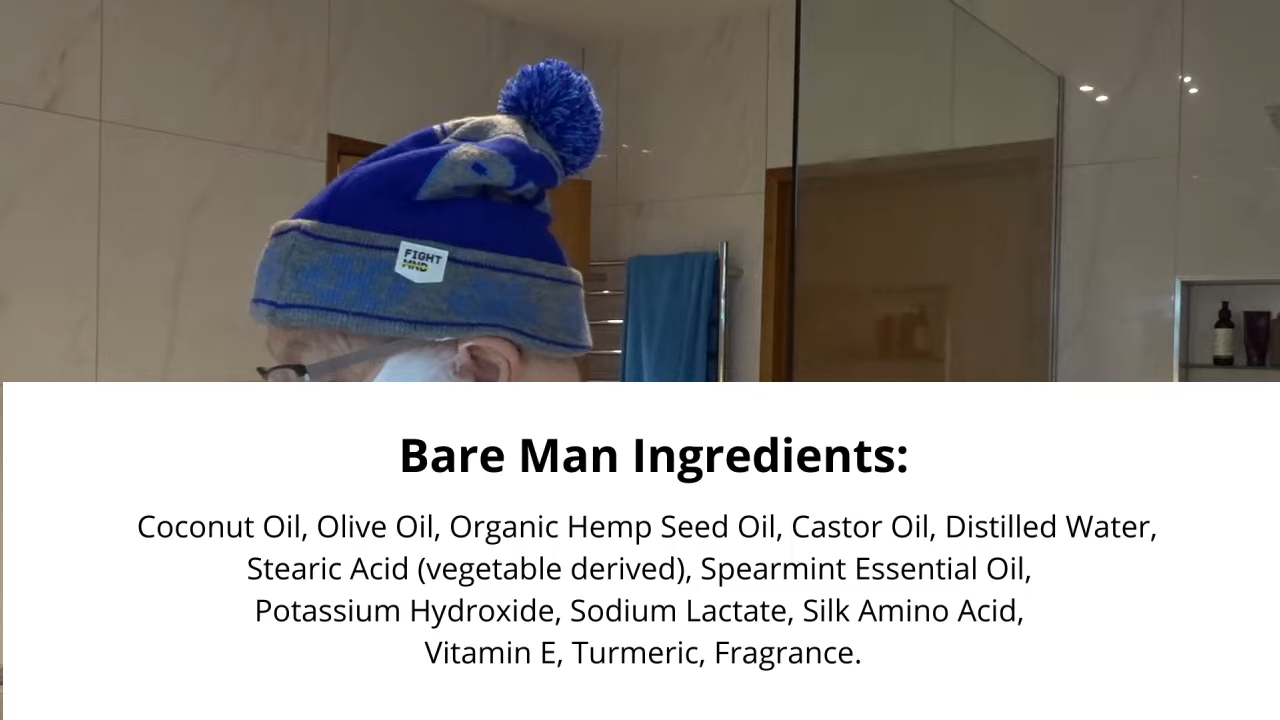 FIGHT
MND
Bare Man Ingredients:
Coconut Oil, Olive Oil, Organic Hemp Seed Oil, Castor Oil, Distilled Water,
Stearic Acid (vegetable derived), Spearmint Essential Oil,
Potassium Hydroxide, Sodium Lactate, Silk Amino Acid,
Vitamin E, Turmeric, Fragrance.